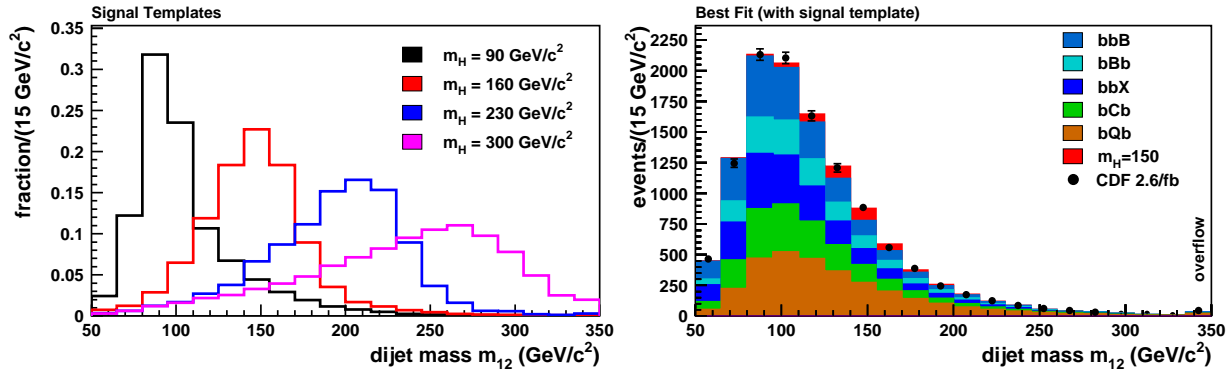 Signal Templates
fraction/(15 GeV/c²)
0.35
0.3
0.25
0.2
0.15
0.1
0.05
0
50 100 150 200 250 300 350
dijet mass m₁₂ (GeV/c²)
m_H = 90 GeV/c²
m_H = 160 GeV/c²
m_H = 230 GeV/c²
m_H = 300 GeV/c²
Best Fit (with signal template)
events/(15 GeV/c²)
2250
2000
1750
1500
1250
1000
750
500
250
0
50 100 150 200 250 300 350
dijet mass m₁₂ (GeV/c²)
bbB
bBb
bbX
bCb
bQb
m_H=150
CDF 2.6/fb
overflow